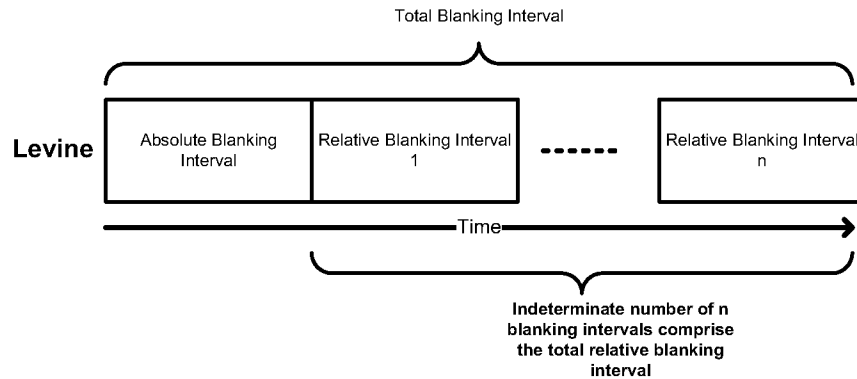 Total Blanking Interval
Levine
Absolute Blanking
Interval
Relative Blanking Interval
1
Relative Blanking Interval
n
Time
Indeterminate number of n
blanking intervals comprise
the total relative blanking
interval